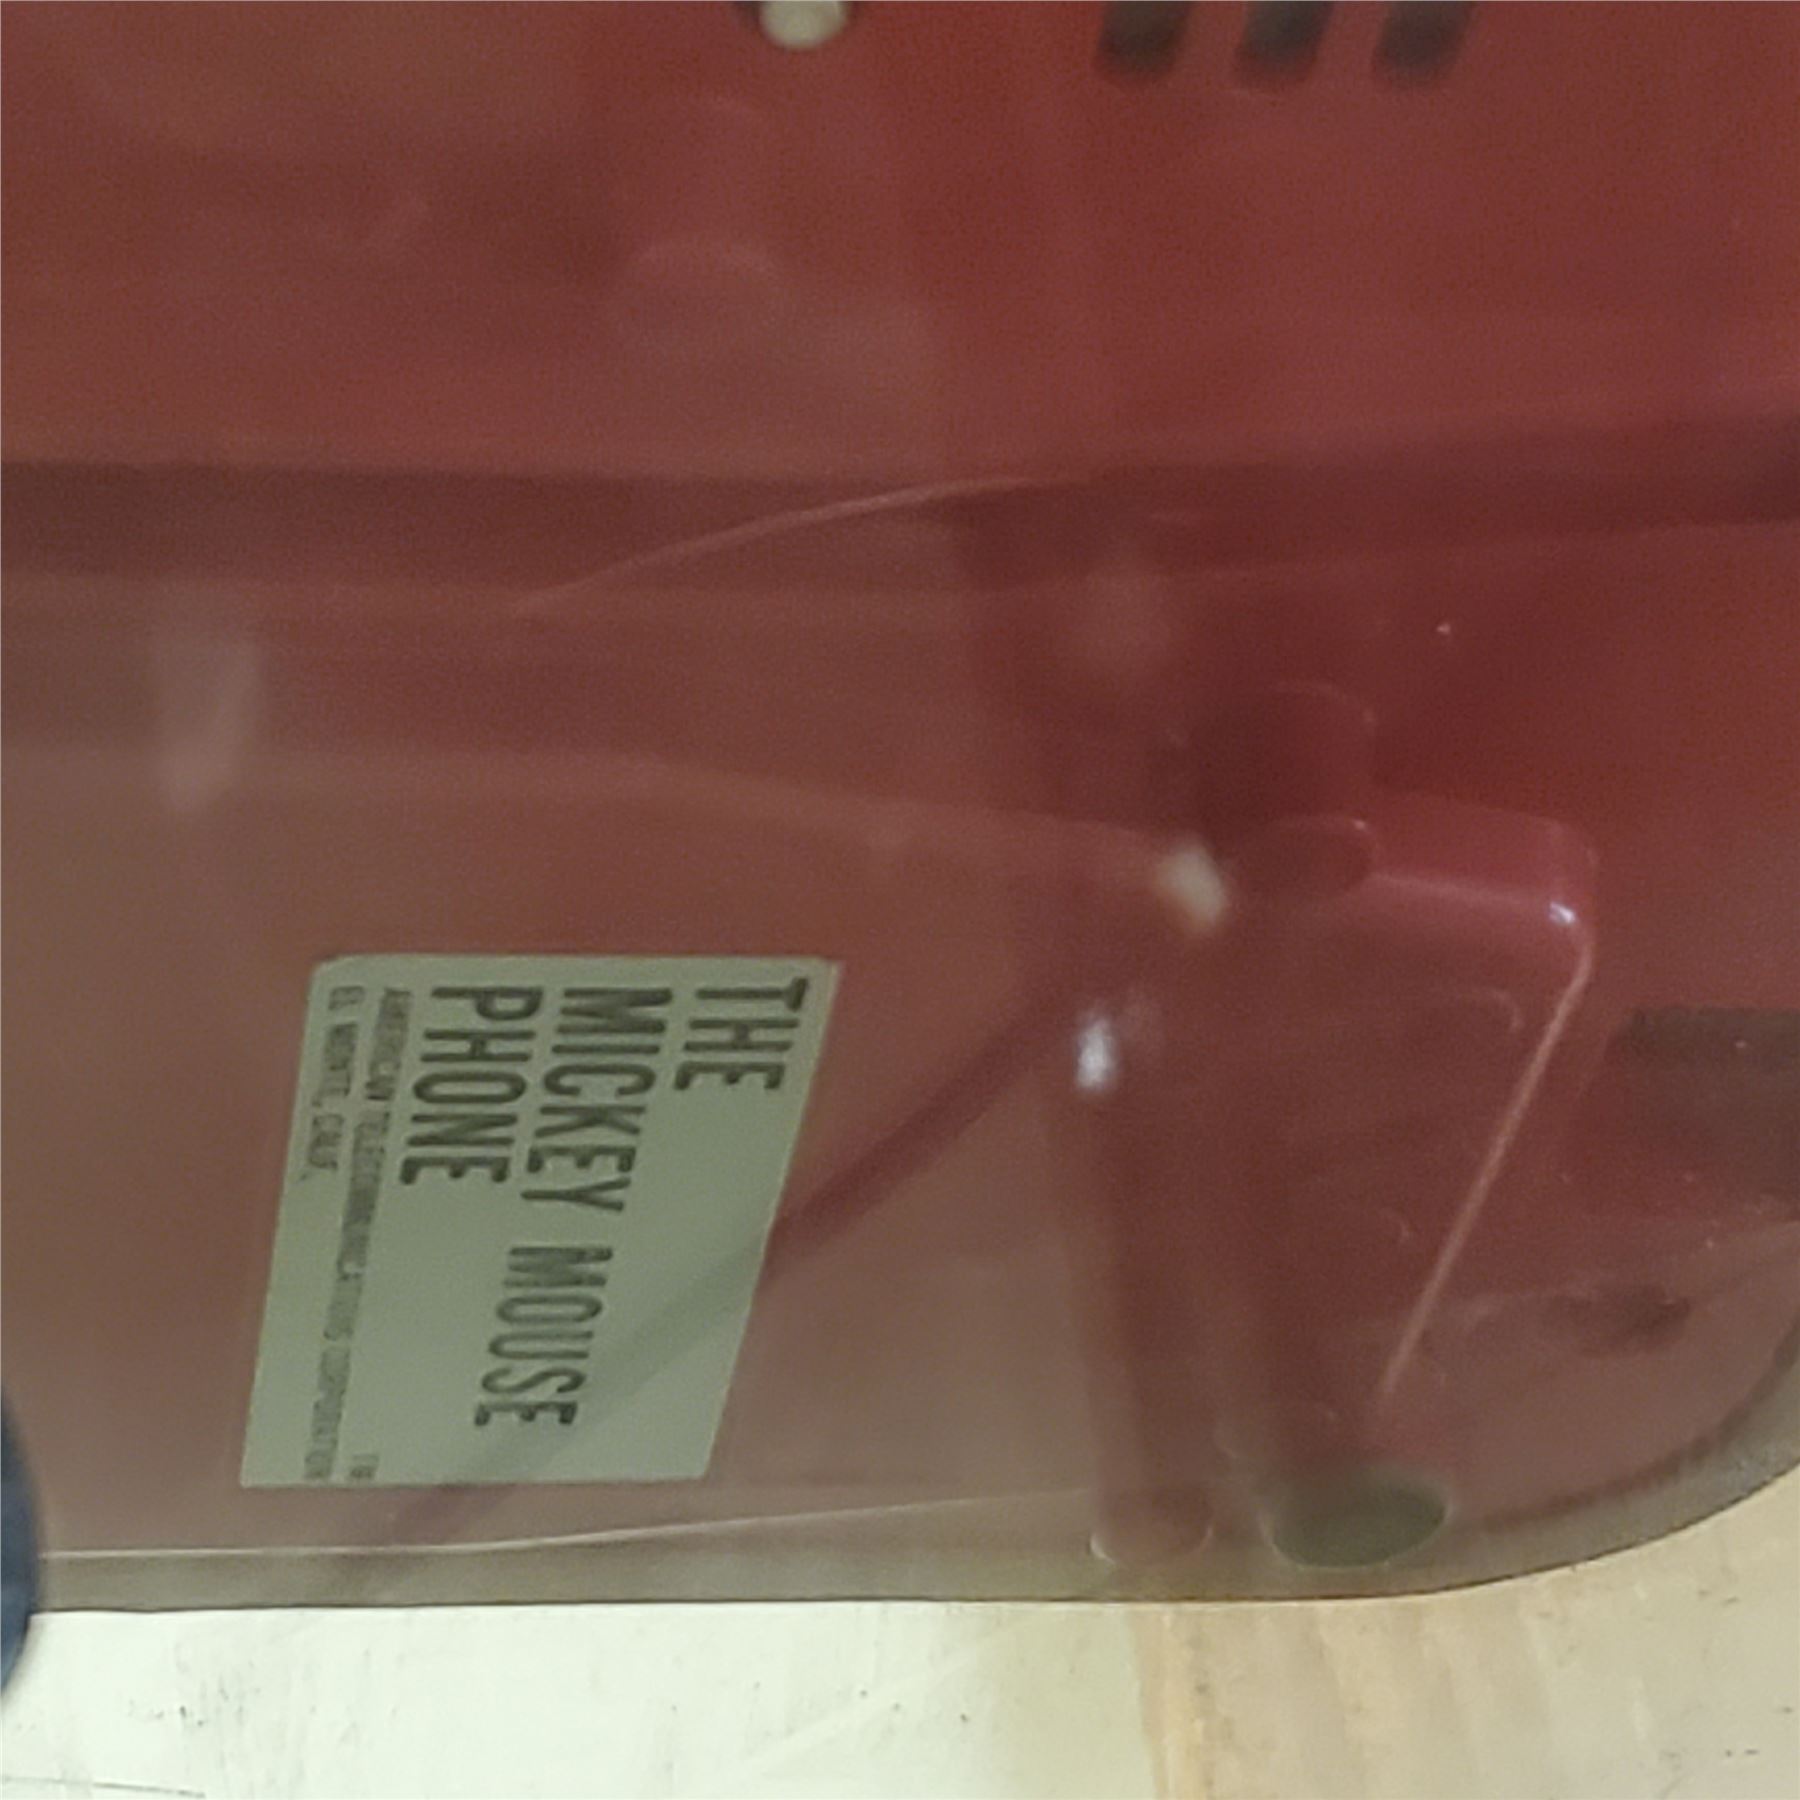 THE
MICKEY MOUSE
PHONE
AMERICAN TELECOMMUNICATIONS CORPORATION
EL MONTE, CALIF.